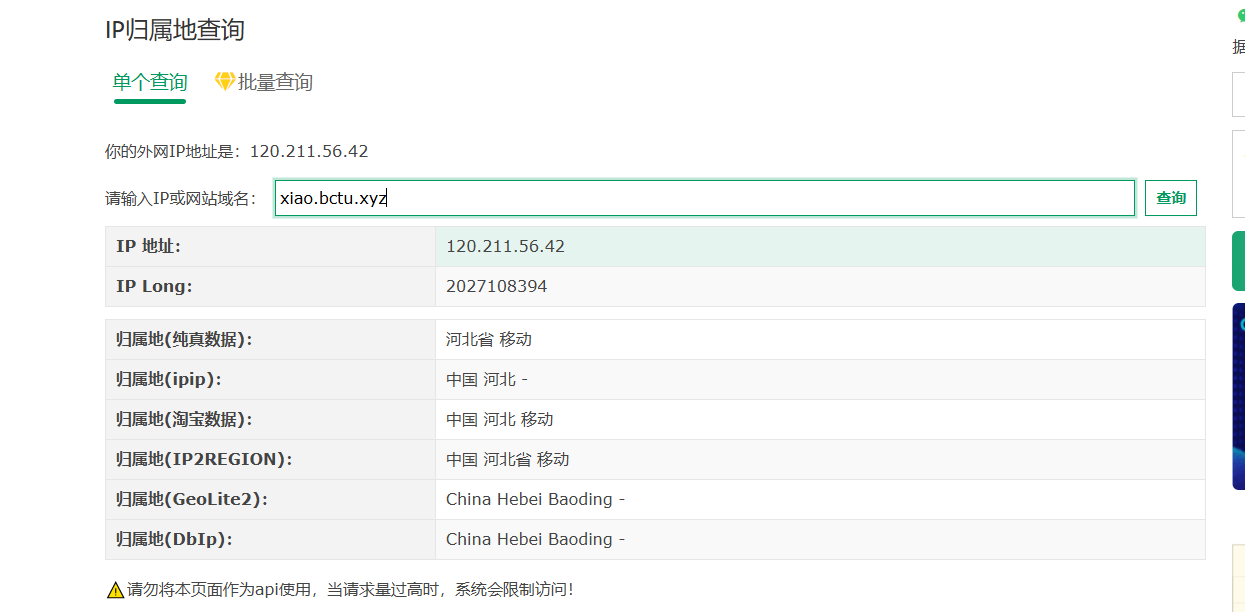 IP归属地查询
单个查询 批量查询
你的外网IP地址是：120.211.56.42
请输入IP或网站域名： xiao.bctu.xyz 查询
IP 地址: 120.211.56.42
IP Long: 2027108394
归属地(纯真数据): 河北省 移动
归属地(ipip): 中国 河北 -
归属地(淘宝数据): 中国 河北 移动
归属地(IP2REGION): 中国 河北省 移动
归属地(GeoLite2): China Hebei Baoding -
归属地(DbIp): China Hebei Baoding -
请勿将本页面作为api使用，当请求量过高时，系统会限制访问！
据